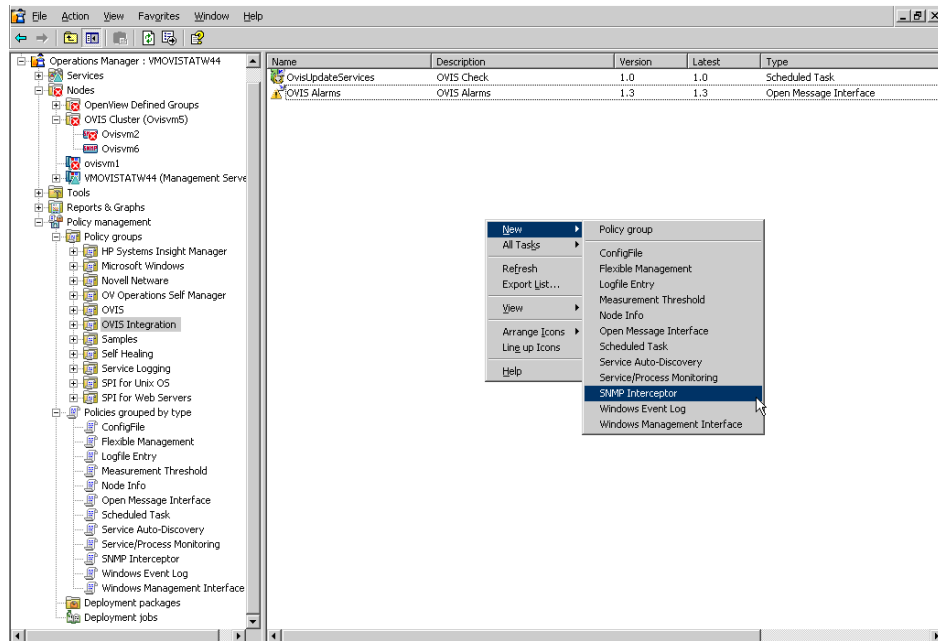 File Action View Favorites Window Help
Operations Manager : VMOVISTATW44
Services
Nodes
OpenView Defined Groups
OVIS Cluster (Ovisvm5)
Ovisvm2
Ovisvm6
ovisvm1
VMOVISTATW44 (Management Serve
Tools
Reports & Graphs
Policy management
Policy groups
HP Systems Insight Manager
Microsoft Windows
Novell Netware
OV Operations Self Manager
OVIS
OVIS Integration
Samples
Self Healing
Service Logging
SPI for Unix OS
SPI for Web Servers
Policies grouped by type
ConfigFile
Flexible Management
Logfile Entry
Measurement Threshold
Node Info
Open Message Interface
Scheduled Task
Service Auto-Discovery
Service/Process Monitoring
SNMP Interceptor
Windows Event Log
Windows Management Interface
Deployment packages
Deployment jobs
Name Description Version Latest Type
OvisUpdateServices OVIS Check 1.0 1.0 Scheduled Task
OVIS Alarms OVIS Alarms 1.3 1.3 Open Message Interface
New
All Tasks
Refresh
Export List...
View
Arrange Icons
Line up Icons
Help
Policy group
ConfigFile
Flexible Management
Logfile Entry
Measurement Threshold
Node Info
Open Message Interface
Scheduled Task
Service Auto-Discovery
Service/Process Monitoring
SNMP Interceptor
Windows Event Log
Windows Management Interface